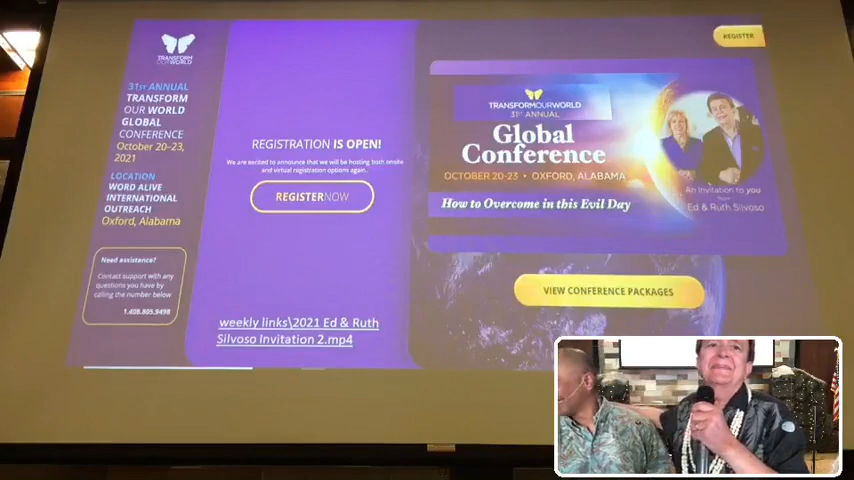 TRANSFORM
OUR WORLD
31ST ANNUAL
TRANSFORM
OUR WORLD
GLOBAL
CONFERENCE
October 20–23,
2021
LOCATION
WORD ALIVE
INTERNATIONAL
OUTREACH
Oxford, Alabama
Need assistance?
Contact support with any
questions you have by
calling the number below
1.408.805.9498
REGISTRATION IS OPEN!
We are excited to announce that we will be hosting both onsite
and virtual registration options again.
REGISTERNOW
weekly links\2021 Ed & Ruth
Silvoso Invitation 2.mp4
REGISTER
TRANSFORMOURWORLD
31ST ANNUAL
Global
Conference
OCTOBER 20-23 • OXFORD, ALABAMA
How to Overcome in this Evil Day
An Invitation to you
from
Ed & Ruth Silvoso
VIEW CONFERENCE PACKAGES